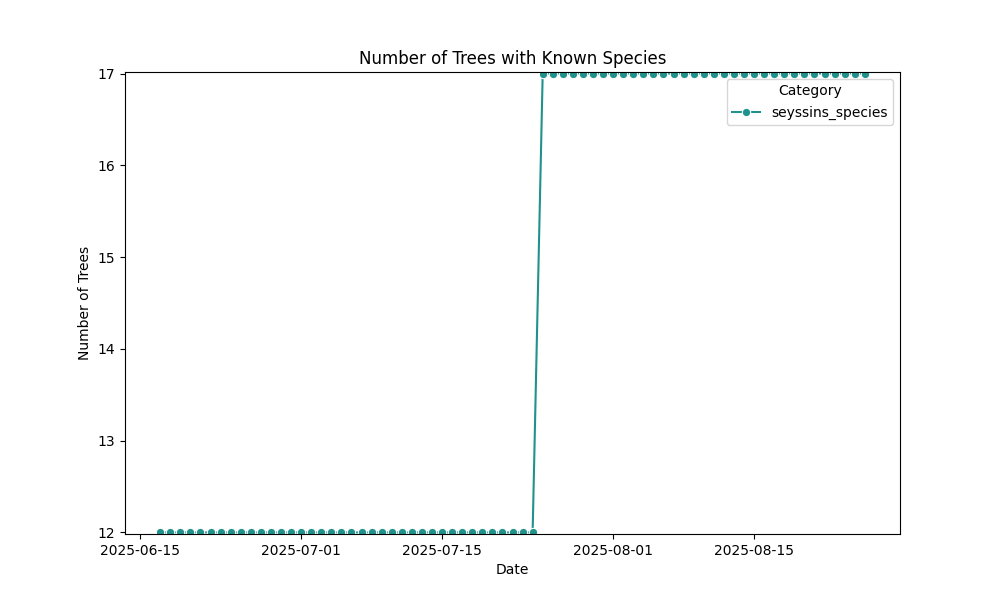 Number of Trees with Known Species
Number of Trees
17
16
15
14
13
12
Category
seyssins_species
2025-06-15
2025-07-01
2025-07-15
2025-08-01
2025-08-15
Date